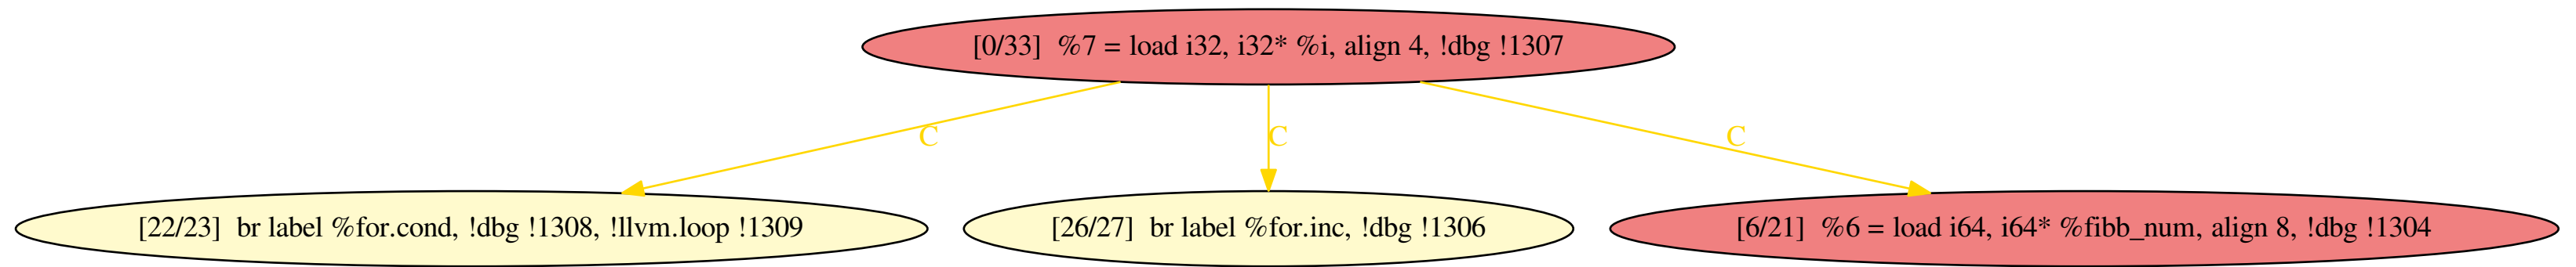 [0/33]  %7 = load i32, i32* %i, align 4, !dbg !1307
C
C
C
[22/23]  br label %for.cond, !dbg !1308, !llvm.loop !1309
[26/27]  br label %for.inc, !dbg !1306
[6/21]  %6 = load i64, i64* %fibb_num, align 8, !dbg !1304